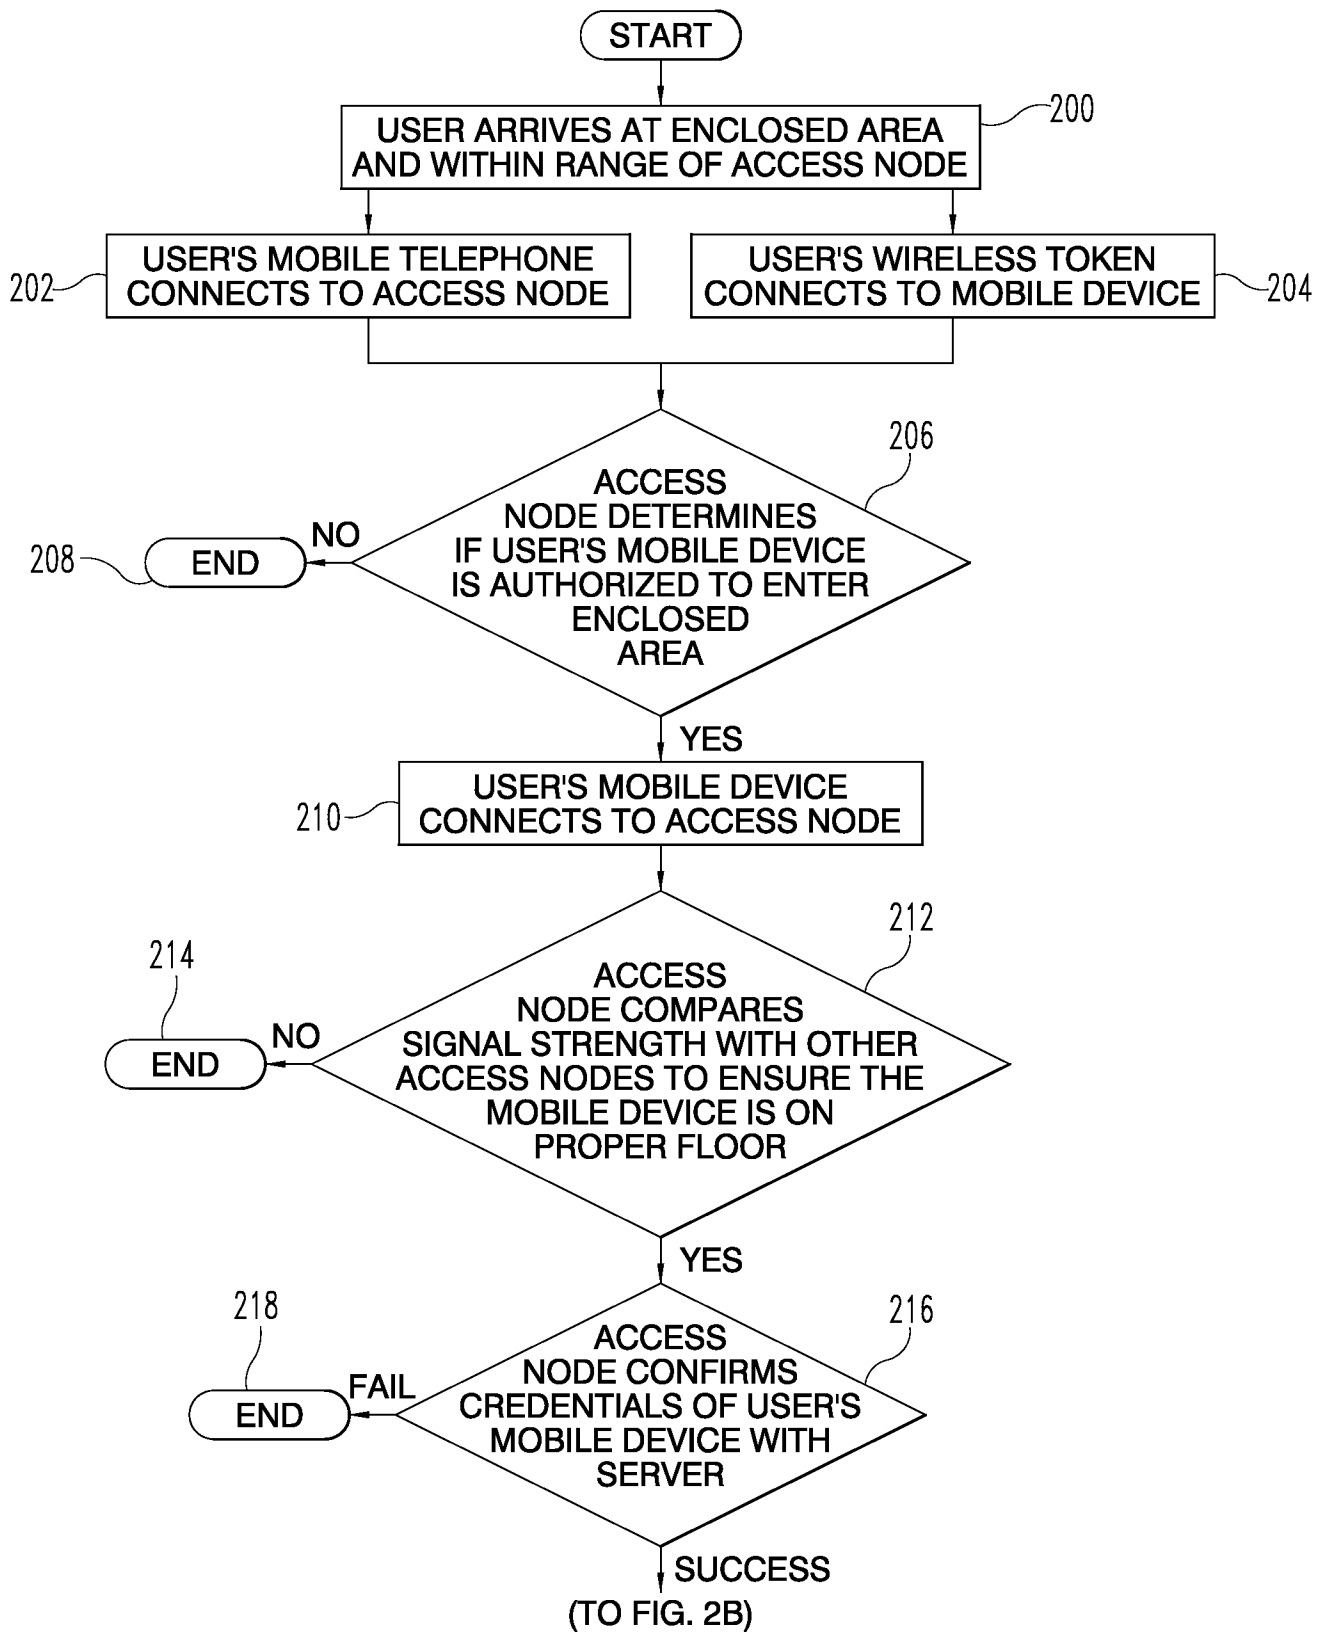 START
200
USER ARRIVES AT ENCLOSED AREA
AND WITHIN RANGE OF ACCESS NODE
202
USER'S MOBILE TELEPHONE
CONNECTS TO ACCESS NODE
USER'S WIRELESS TOKEN
CONNECTS TO MOBILE DEVICE
204
206
ACCESS
NODE DETERMINES
IF USER'S MOBILE DEVICE
IS AUTHORIZED TO ENTER
ENCLOSED
AREA
NO
208
END
YES
210
USER'S MOBILE DEVICE
CONNECTS TO ACCESS NODE
212
ACCESS
NODE COMPARES
SIGNAL STRENGTH WITH OTHER
ACCESS NODES TO ENSURE THE
MOBILE DEVICE IS ON
PROPER FLOOR
214
NO
END
YES
216
ACCESS
NODE CONFIRMS
CREDENTIALS OF USER'S
MOBILE DEVICE WITH
SERVER
218
FAIL
END
SUCCESS
(TO FIG. 2B)